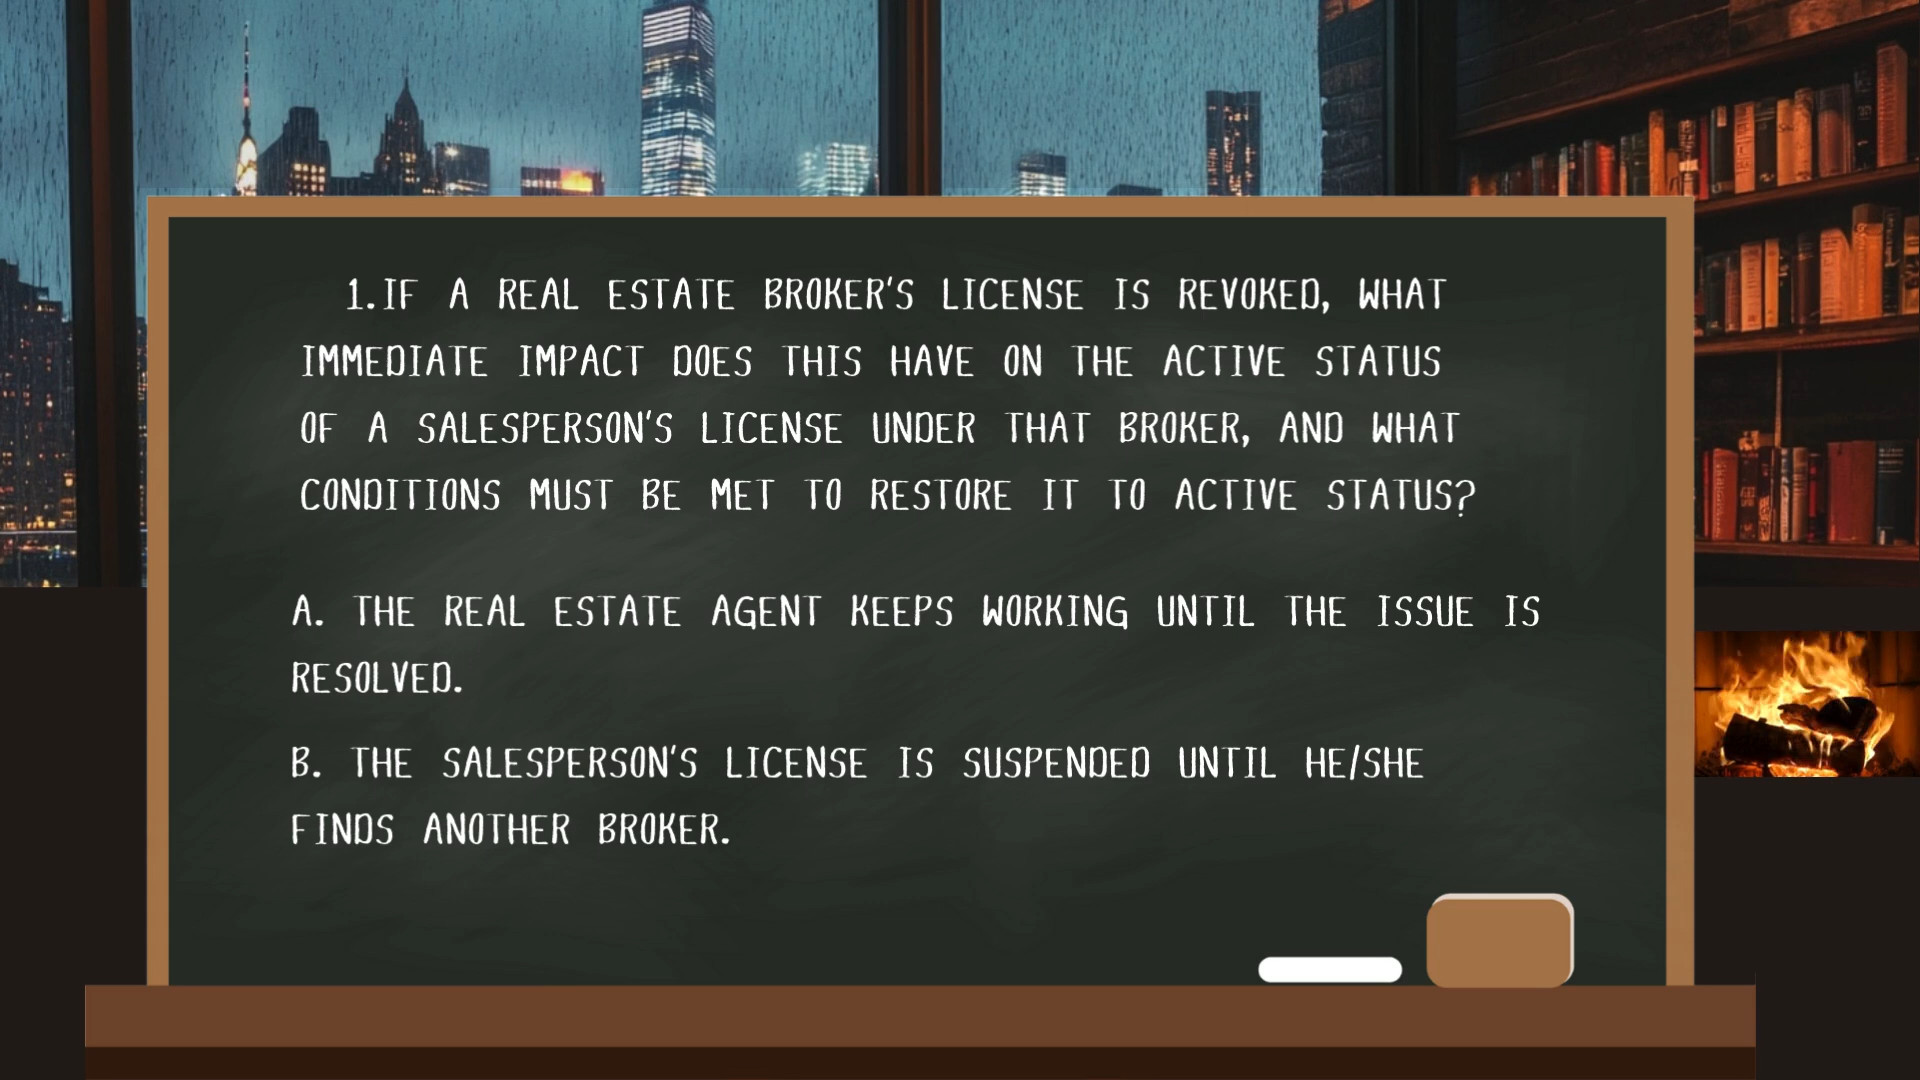 1.IF A REAL ESTATE BROKER'S LICENSE IS REVOKED, WHAT
IMMEDIATE IMPACT DOES THIS HAVE ON THE ACTIVE STATUS
OF A SALESPERSON'S LICENSE UNDER THAT BROKER, AND WHAT
CONDITIONS MUST BE MET TO RESTORE IT TO ACTIVE STATUS?
A. THE REAL ESTATE AGENT KEEPS WORKING UNTIL THE ISSUE IS
RESOLVED.
B. THE SALESPERSON'S LICENSE IS SUSPENDED UNTIL HE/SHE
FINDS ANOTHER BROKER.